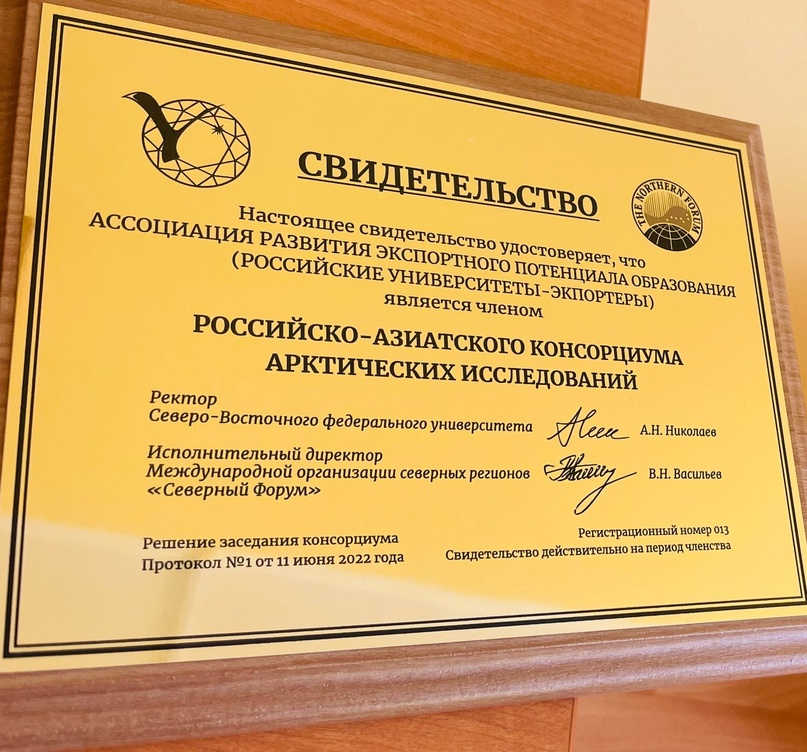 СВИДЕТЕЛЬСТВО
THE NORTHERN FORUM
Настоящее свидетельство удостоверяет, что
АССОЦИАЦИЯ РАЗВИТИЯ ЭКСПОРТНОГО ПОТЕНЦИАЛА ОБРАЗОВАНИЯ
(РОССИЙСКИЕ УНИВЕРСИТЕТЫ-ЭКПОРТЕРЫ)
является членом
РОССИЙСКО-АЗИАТСКОГО КОНСОРЦИУМА
АРКТИЧЕСКИХ ИССЛЕДОВАНИЙ
Ректор
Северо-Восточного федерального университета А.Н. Николаев
Исполнительный директор
Международной организации северных регионов В.Н. Васильев
«Северный Форум»
Решение заседания консорциума
Протокол №1 от 11 июня 2022 года
Регистрационный номер 013
Свидетельство действительно на период членства